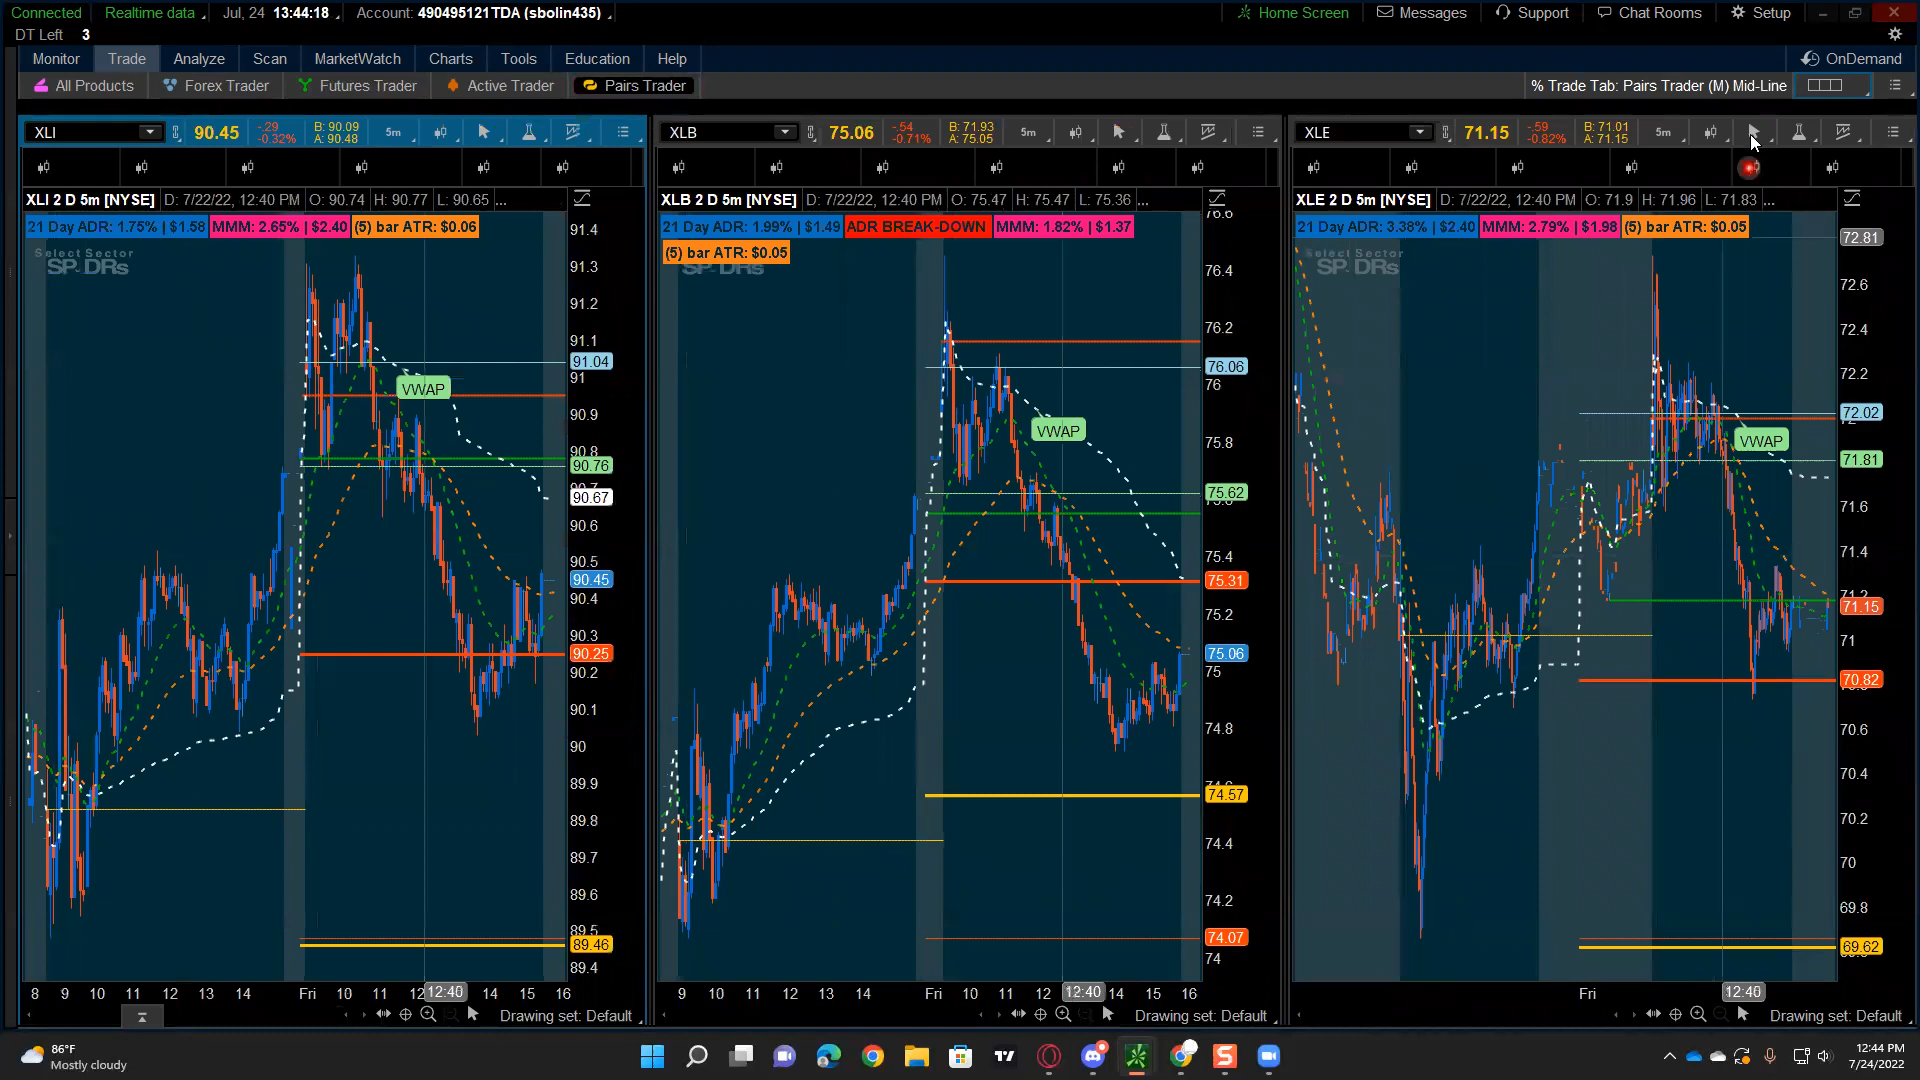 Connected Realtime data Jul, 24 13:44:18 Account: 490495121TDA (sbolin435) Home Screen Messages Support Chat Rooms Setup
DT Left 3
Monitor Trade Analyze Scan MarketWatch Charts Tools Education Help OnDemand
All Products Forex Trader Futures Trader Active Trader Pairs Trader % Trade Tab: Pairs Trader (M) Mid-Line
XLI 90.45 -.29 -0.32% B: 90.09 A: 90.48 5m
XLB 75.06 -.54 -0.71% B: 71.93 A: 75.05 5m
XLE 71.15 -.59 -0.82% B: 71.01 A: 71.15 5m
XLI 2 D 5m [NYSE] D: 7/22/22, 12:40 PM O: 90.74 H: 90.77 L: 90.65 ...
21 Day ADR: 1.75% | $1.58 MMM: 2.65% | $2.40 (5) bar ATR: $0.06
Select Sector
SPDRs
VWAP
91.4
91.3
91.2
91.1
91.04
91
90.9
90.8
90.76
90.67
90.6
90.5
90.45
90.4
90.3
90.25
90.2
90.1
90
89.9
89.8
89.7
89.6
89.5
89.46
89.4
8 9 10 11 12 13 14 Fri 10 11 12 12:40 14 15 16
Drawing set: Default
XLB 2 D 5m [NYSE] D: 7/22/22, 12:40 PM O: 75.47 H: 75.47 L: 75.36 ...
21 Day ADR: 1.99% | $1.49 ADR BREAK-DOWN MMM: 1.82% | $1.37
(5) bar ATR: $0.05
SPDRs
VWAP
76.6
76.4
76.2
76.06
76
75.8
75.62
75.4
75.31
75.2
75.06
75
74.8
74.57
74.4
74.2
74.07
74
9 10 11 12 13 14 Fri 10 11 12 12:40 14 15 16
Drawing set: Default
XLE 2 D 5m [NYSE] D: 7/22/22, 12:40 PM O: 71.9 H: 71.96 L: 71.83 ...
21 Day ADR: 3.38% | $2.40 MMM: 2.79% | $1.98 (5) bar ATR: $0.05
Select Sector
SPDRs
VWAP
72.81
72.6
72.4
72.2
72.02
71.81
71.6
71.4
71.2
71.15
71
70.82
70.6
70.4
70.2
70
69.8
69.62
Fri 12:40
Drawing set: Default
86°F
Mostly cloudy
12:44 PM
7/24/2022